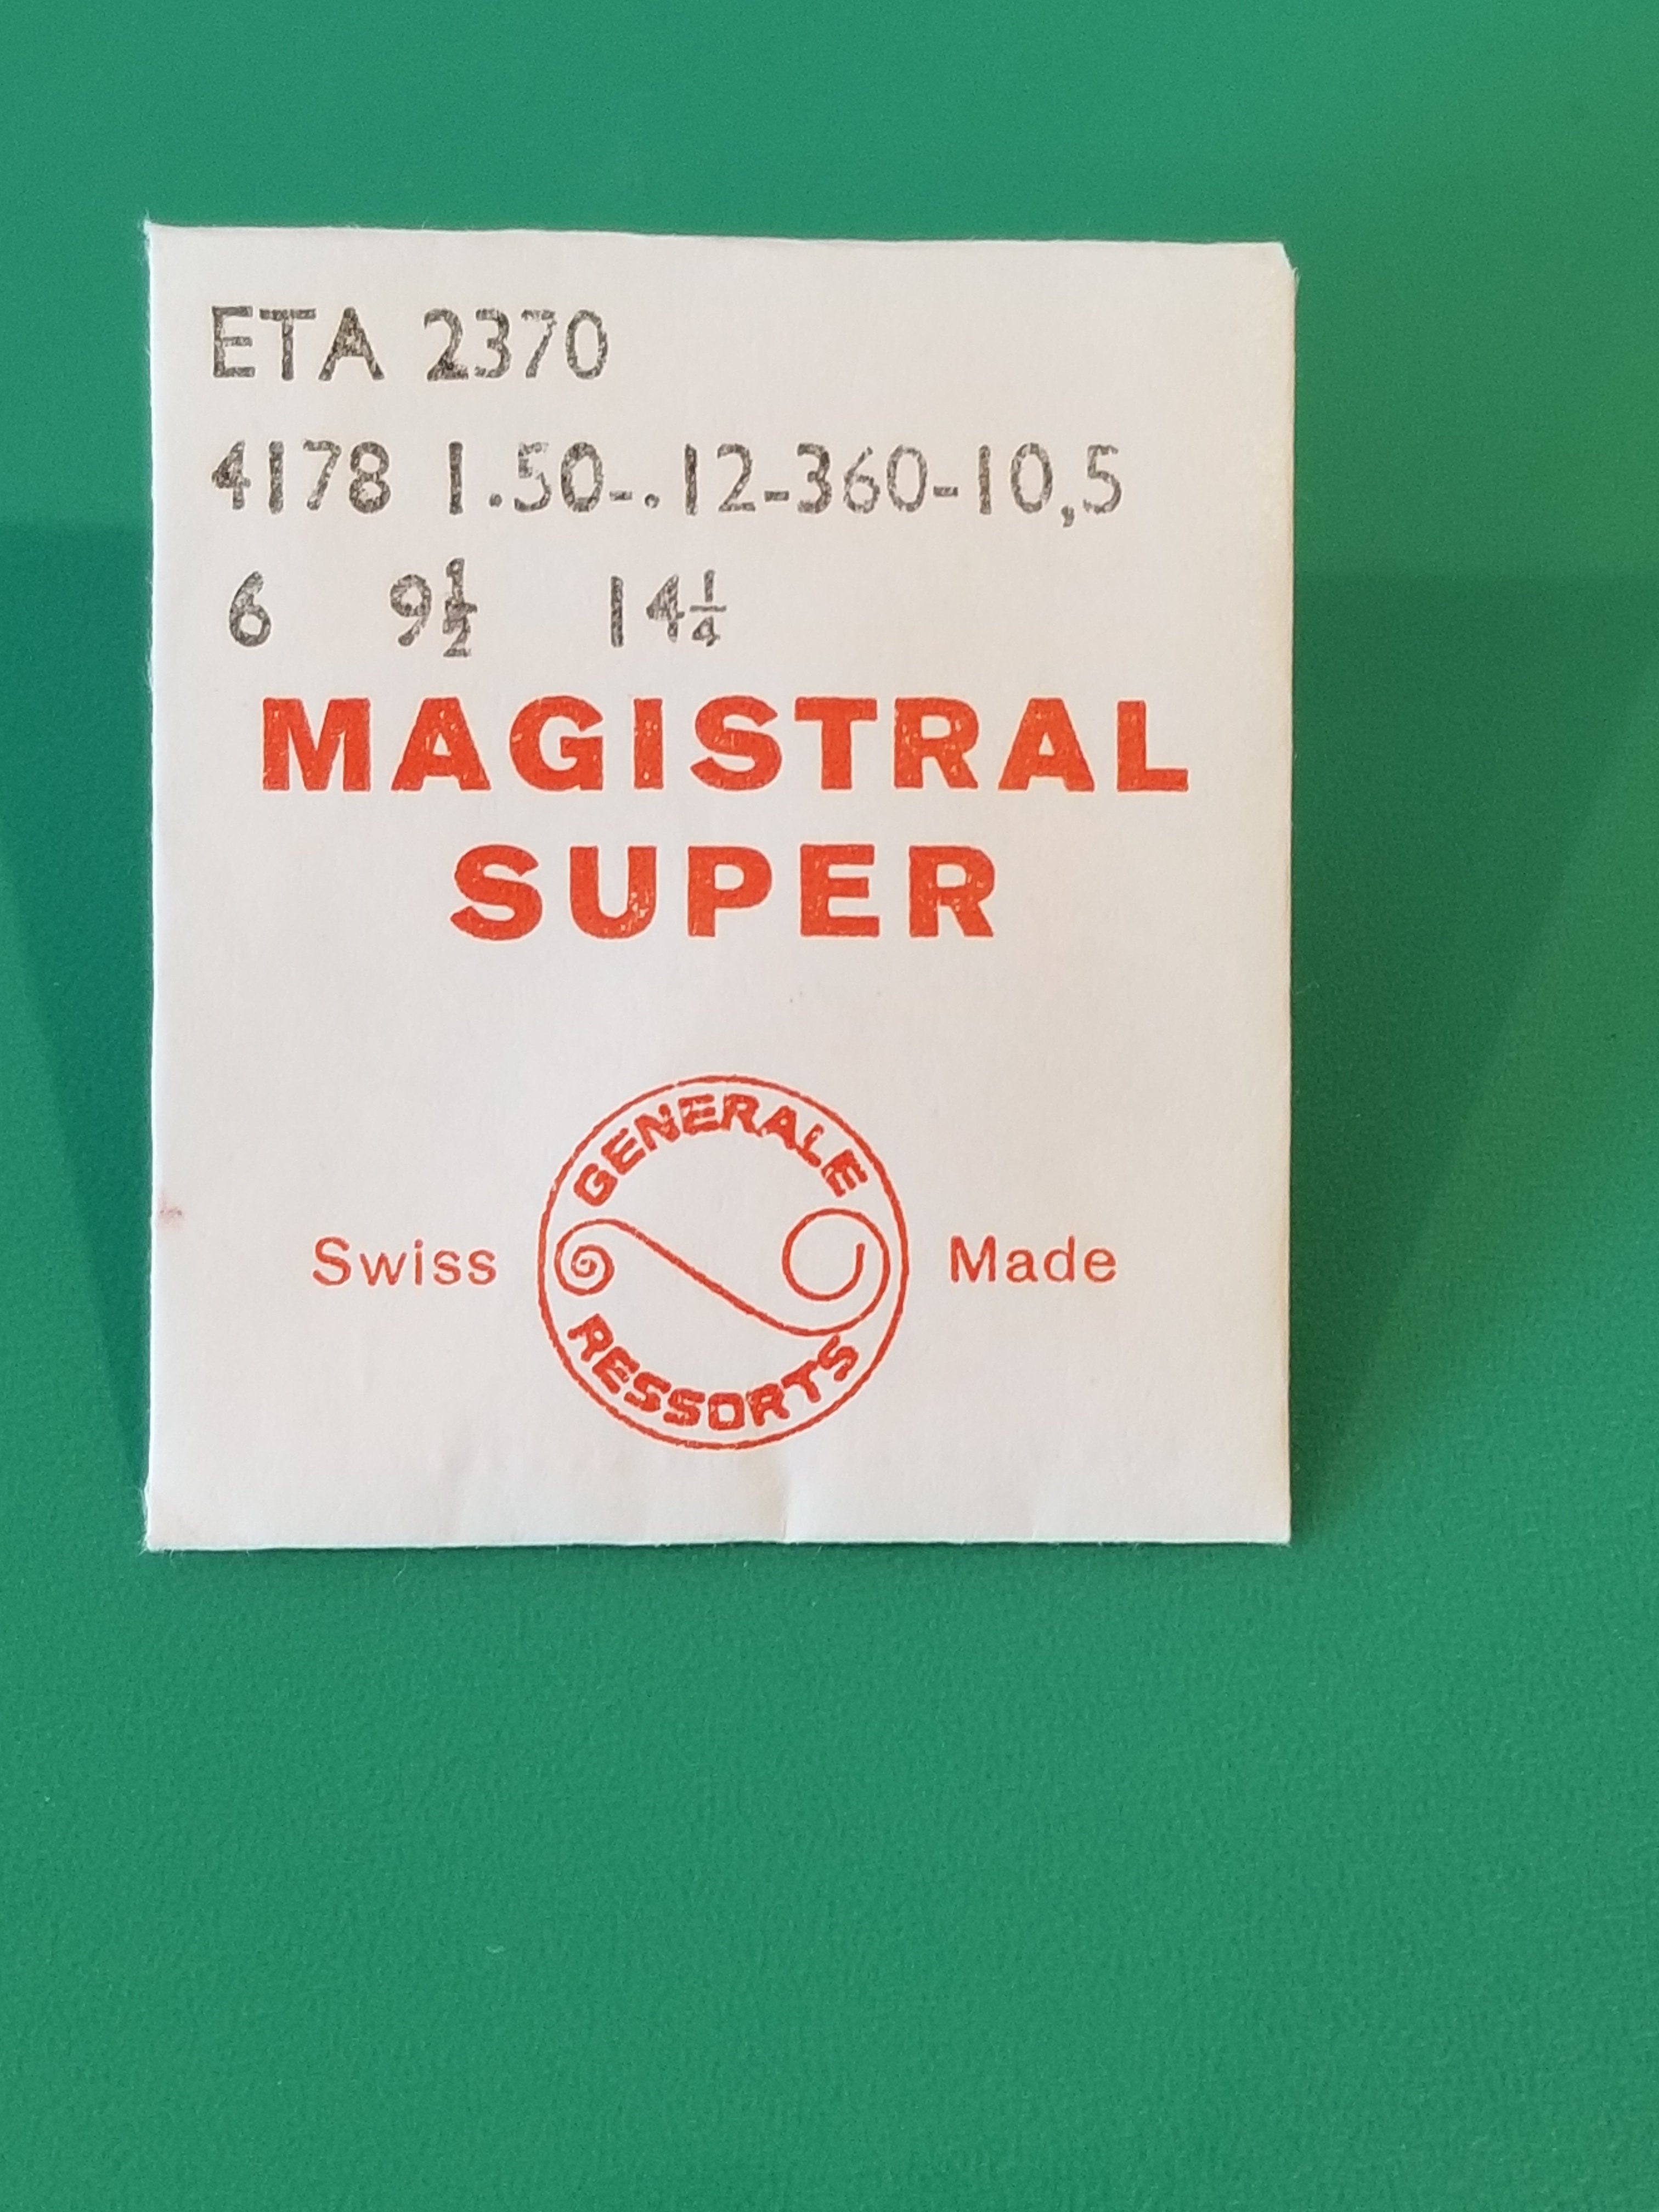 ETA 2370
4178 1.50-.12-360-10,5
6 9½ 14¼
MAGISTRAL
SUPER
GENERALE
Swiss Made
RESSORTS